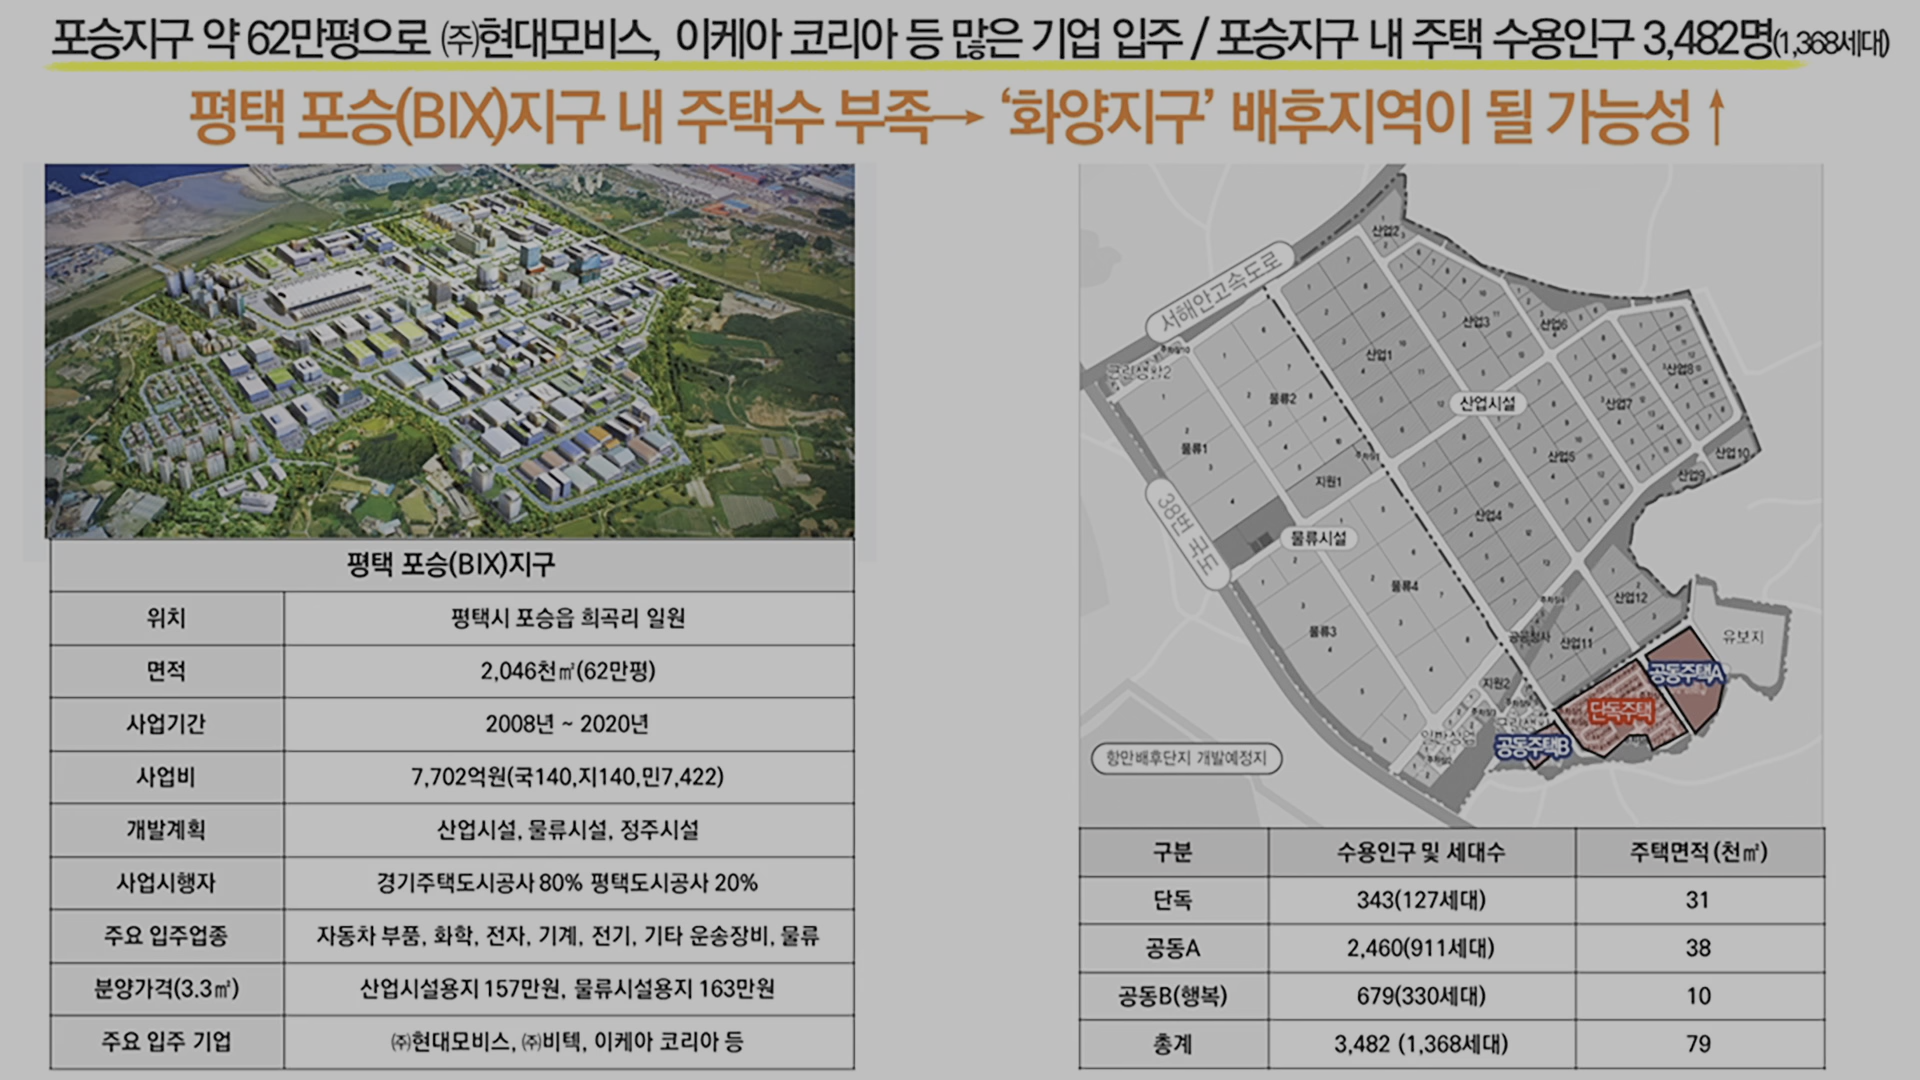 포승지구 약 62만평으로 ㈜현대모비스, 이케아 코리아 등 많은 기업 입주 / 포승지구 내 주택 수용인구 3,482명(1,368세대)
평택 포승(BIX)지구 내 주택수 부족→ ‘화양지구’ 배후지역이 될 가능성↑
평택 포승(BIX)지구
위치 평택시 포승읍 희곡리 일원
면적 2,046천㎡(62만평)
사업기간 2008년 ~ 2020년
사업비 7,702억원(국140,지140,민7,422)
개발계획 산업시설, 물류시설, 정주시설
사업시행자 경기주택도시공사 80% 평택도시공사 20%
주요 입주업종 자동차 부품, 화학, 전자, 기계, 전기, 기타 운송장비, 물류
분양가격(3.3㎡) 산업시설용지 157만원, 물류시설용지 163만원
주요 입주 기업 ㈜현대모비스, ㈜비텍, 이케아 코리아 등
서해안고속도로
38번 국도
산업2
산업3
산업6
산업1
산업8
산업시설
산업7
물류2
물류1
산업5
산업10
산업9
지원1
산업4
물류시설
물류4
산업12
물류3
산업11
유보지
지원2
공동주택A
단독주택
공동주택B
항만배후단지 개발예정지
구분 수용인구 및 세대수 주택면적 (천㎡)
단독 343(127세대) 31
공동A 2,460(911세대) 38
공동B(행복) 679(330세대) 10
총계 3,482 (1,368세대) 79